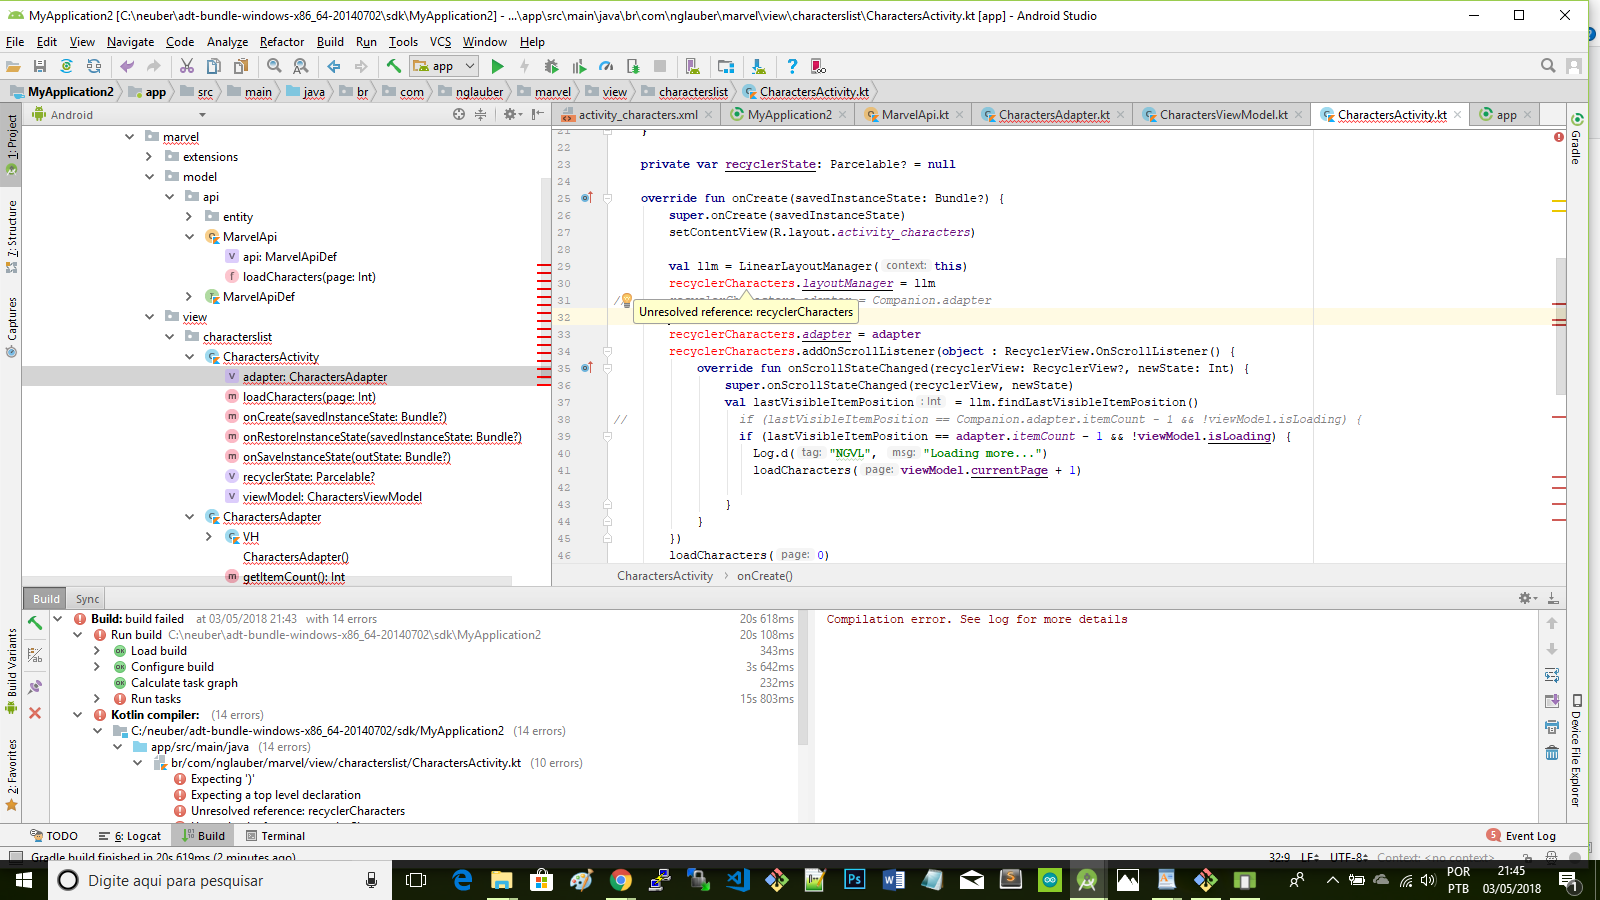 MyApplication2 [C:\neuber\adt-bundle-windows-x86_64-20140702\sdk\MyApplication2] - ...\app\src\main\java\br\com\nglauber\marvel\view\characterslist\CharactersActivity.kt [app] - Android Studio
File Edit View Navigate Code Analyze Refactor Build Run Tools VCS Window Help
app
MyApplication2 app src main java br com nglauber marvel view characterslist CharactersActivity.kt
Android
activity_characters.xml MyApplication2 MarvelApi.kt CharactersAdapter.kt CharactersViewModel.kt CharactersActivity.kt app
1: Project
7: Structure
Captures
Build Variants
2: Favorites
marvel
extensions
model
api
entity
MarvelApi
api: MarvelApiDef
loadCharacters(page: Int)
MarvelApiDef
view
characterslist
CharactersActivity
adapter: CharactersAdapter
loadCharacters(page: Int)
onCreate(savedInstanceState: Bundle?)
onRestoreInstanceState(savedInstanceState: Bundle?)
onSaveInstanceState(outState: Bundle?)
recyclerState: Parcelable?
viewModel: CharactersViewModel
CharactersAdapter
VH
CharactersAdapter()
getItemCount(): Int
21 }
22
23 private var recyclerState: Parcelable? = null
24
25 override fun onCreate(savedInstanceState: Bundle?) {
26 super.onCreate(savedInstanceState)
27 setContentView(R.layout.activity_characters)
28
29 val llm = LinearLayoutManager( context: this)
30 recyclerCharacters.layoutManager = llm
31 // recyclerCharacters.adapter = Companion.adapter
Unresolved reference: recyclerCharacters
32
33 recyclerCharacters.adapter = adapter
34 recyclerCharacters.addOnScrollListener(object : RecyclerView.OnScrollListener() {
35 override fun onScrollStateChanged(recyclerView: RecyclerView?, newState: Int) {
36 super.onScrollStateChanged(recyclerView, newState)
37 val lastVisibleItemPosition : Int = llm.findLastVisibleItemPosition()
38 // if (lastVisibleItemPosition == Companion.adapter.itemCount - 1 && !viewModel.isLoading) {
39 if (lastVisibleItemPosition == adapter.itemCount - 1 && !viewModel.isLoading) {
40 Log.d( tag: "NGVL", msg: "Loading more...")
41 loadCharacters( page: viewModel.currentPage + 1)
42
43 }
44 }
45 })
46 loadCharacters( page: 0)
CharactersActivity › onCreate()
Gradle
Device File Explorer
Build Sync
Build: build failed at 03/05/2018 21:43 with 14 errors 20s 618ms
Run build C:\neuber\adt-bundle-windows-x86_64-20140702\sdk\MyApplication2 20s 108ms
Load build 343ms
Configure build 3s 642ms
Calculate task graph 232ms
Run tasks 15s 803ms
Kotlin compiler: (14 errors)
C:/neuber/adt-bundle-windows-x86_64-20140702/sdk/MyApplication2 (14 errors)
app/src/main/java (14 errors)
br/com/nglauber/marvel/view/characterslist/CharactersActivity.kt (10 errors)
Expecting ')'
Expecting a top level declaration
Unresolved reference: recyclerCharacters
Compilation error. See log for more details
TODO 6: Logcat Build Terminal 5 Event Log
Gradle build finished in 20s 619ms (2 minutes ago) 32:9 LF UTF-8 Context: <no context>
Digite aqui para pesquisar
POR
PTB
21:45
03/05/2018
1